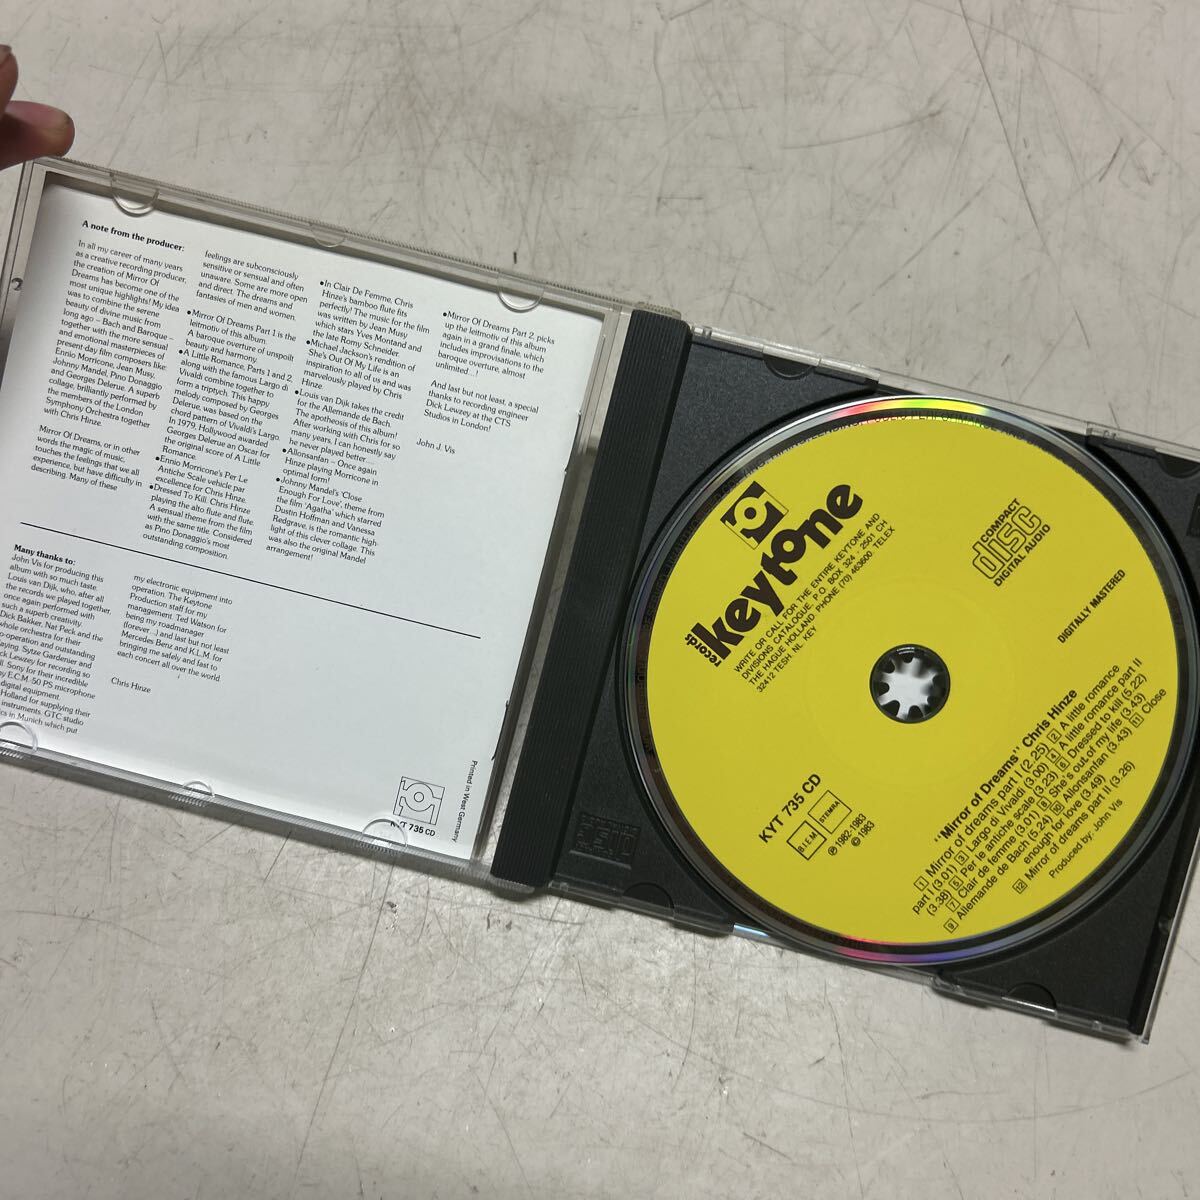 A note from the producer:
In all my career of many years
as a creative recording producer,
the creation of Mirror Of
Dreams has become one of the
most unique highlights! My idea
was to combine the serene
beauty of divine music from
long ago – Bach and Baroque –
together with the more sensual
and emotional masterpieces of
present day film composers like:
Ennio Morricone, Jean Musy,
Johnny Mandel, Pino Donaggio
and Georges Delerue. A superb
collage, brilliantly performed by
the members of the London
Symphony Orchestra together
with Chris Hinze.
Mirror Of Dreams, or in other
words the magic of music,
touches the feelings that we all
experience, but have difficulty in
describing. Many of these
feelings are subconsciously
sensitive or sensual and often
unaware. Some are more open
and direct. The dreams and
fantasies of men and women.
•Mirror Of Dreams Part 1 is the
leitmotiv of this album.
A baroque overture of unspoilt
beauty and harmony.
•A Little Romance, Parts 1 and 2,
along with the famous Largo di
Vivaldi combine together to
form a triptych. This happy
melody composed by Georges
Delerue, was based on the
chord pattern of Vivaldi's Largo.
In 1979, Hollywood awarded
Georges Delerue an Oscar for
the original score of A Little
Romance.
•Ennio Morricone's Per Le
Antiche Scale vehicle par
excellence for Chris Hinze.
•Dressed To Kill. Chris Hinze
playing the alto flute and flute.
A sensual theme from the film
with the same title. Considered
as Pino Donaggio's most
outstanding composition.
•In Clair De Femme, Chris
Hinze's bamboo flute fits
perfectly! The music for the film
was written by Jean Musy
which stars Yves Montand and
the late Romy Schneider.
•Michael Jackson's rendition of
She's Out Of My Life is an
inspiration to all of us and was
marvelously played by Chris
Hinze
•Louis van Dijk takes the credit
for the Allemande de Bach.
The apotheosis of this album!
After working with Chris for so
many years, I can honestly say
he never played better.
•Allonsanfan – Once again
Hinze playing Morricone in
optimal form!
•Johnny Mandel's 'Close
Enough For Love', theme from
the film 'Agatha' which starred
Dustin Hoffman and Vanessa
Redgrave, is the romantic high-
light of this clever collage. This
was also the original Mandel
arrangement!
•Mirror Of Dreams Part 2, picks
up the leitmotiv of this album
again in a grand finale, which
includes improvisations to the
baroque overture, almost
unlimited...!
And last but not least, a special
thanks to recording engineer
Dick Lewzey at the CTS
Studios in London!
John J. Vis
Many thanks to:
John Vis for producing this
album with so much taste.
Louis van Dijk, who, after all
the records we played together,
once again performed with
such a superb creativity.
Dick Bakker, Nat Peck and the
whole orchestra for their
o-operation and outstanding
aying. Sytze Gardenier and
ck Lewzey for recording so
ll. Sony for their incredible
y E.C.M.-50 PS microphone
digital equipment.
Holland for supplying their
instruments. GTC studio
cs in Munich which put
my electronic equipment into
operation. The Keytone
Production staff for my
management. Ted Watson for
being my roadmanager
(forever...) and last but not least
Mercedes Benz and K.L.M. for
bringing me safely and fast to
each concert all over the world.
Chris Hinze
Printed in West Germany
KYT 735 CD
records
keytone
WRITE OR CALL FOR THE ENTIRE KEYTONE AND
DIVISIONS CATALOGUE. P.O. BOX 324 - 2501 CH
THE HAGUE HOLLAND. PHONE (70) 463600 TELEX
32412 TESH. NL KEY
COMPACT
disc
DIGITAL AUDIO
DIGITALLY MASTERED
KYT 735 CD
B.I.E.M.
STEMRA
℗ 1982-1983
© 1983
"Mirror of Dreams" Chris Hinze
1 Mirror of dreams part I (2.25) 2 A little romance
part I (3.01) 3 Largo di Vivaldi (3.00) 4 A little romance part II
(3.38) 5 Per le antiche scale (3.23) 6 Dressed to kill (5.22)
7 Clair de femme (3.01) 8 She's out of my life (3.43)
9 Allemande de Bach (5.24) 10 Allonsanfan (3.43) 11 Close
enough for love (3.49)
12 Mirror of dreams part II (3.26)
Produced by: John Vis